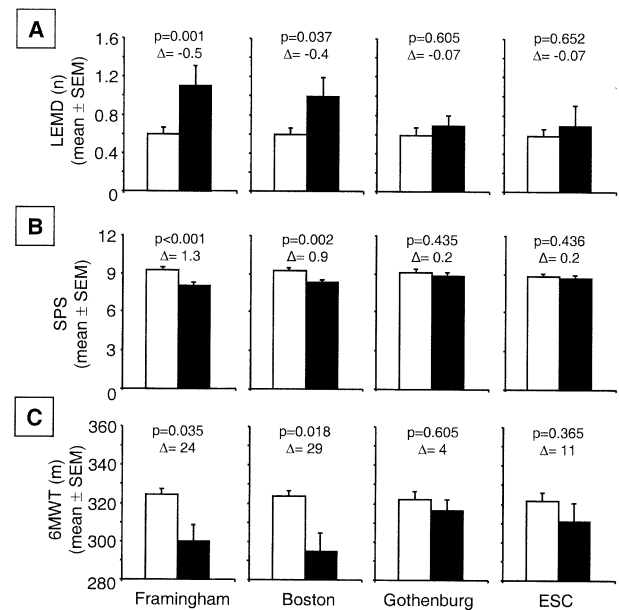 A
LEMD (n)
(mean ± SEM)
1.6
1.2
0.8
0.4
0
p=0.001
Δ= -0.5
p=0.037
Δ= -0.4
p=0.605
Δ= -0.07
p=0.652
Δ= -0.07
B
SPS
(mean ± SEM)
12
9
6
3
0
p<0.001
Δ= 1.3
p=0.002
Δ= 0.9
p=0.435
Δ= 0.2
p=0.436
Δ= 0.2
C
6MWT (m)
(mean ± SEM)
360
340
320
300
280
p=0.035
Δ= 24
p=0.018
Δ= 29
p=0.605
Δ= 4
p=0.365
Δ= 11
Framingham
Boston
Gothenburg
ESC